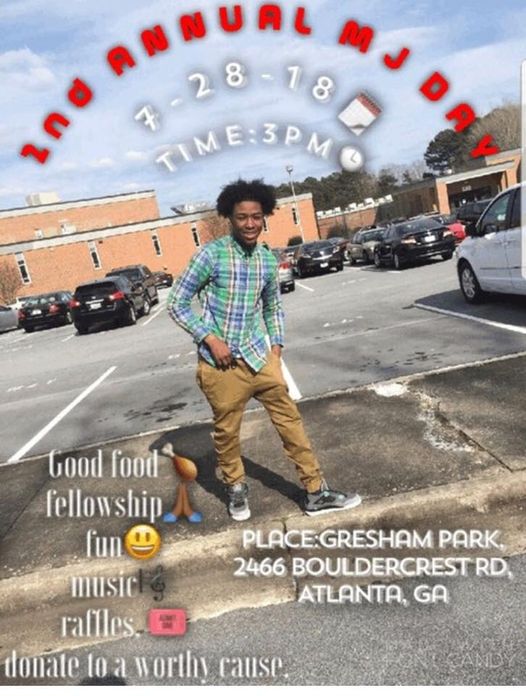 2nd ANNUAL MJ DAY
7-28-18
TIME:3PM
Good food
fellowship
fun
music
raffles.
donate to a worthy cause.
PLACE:GRESHAM PARK.
2466 BOULDERCREST RD,
ATLANTA, GA